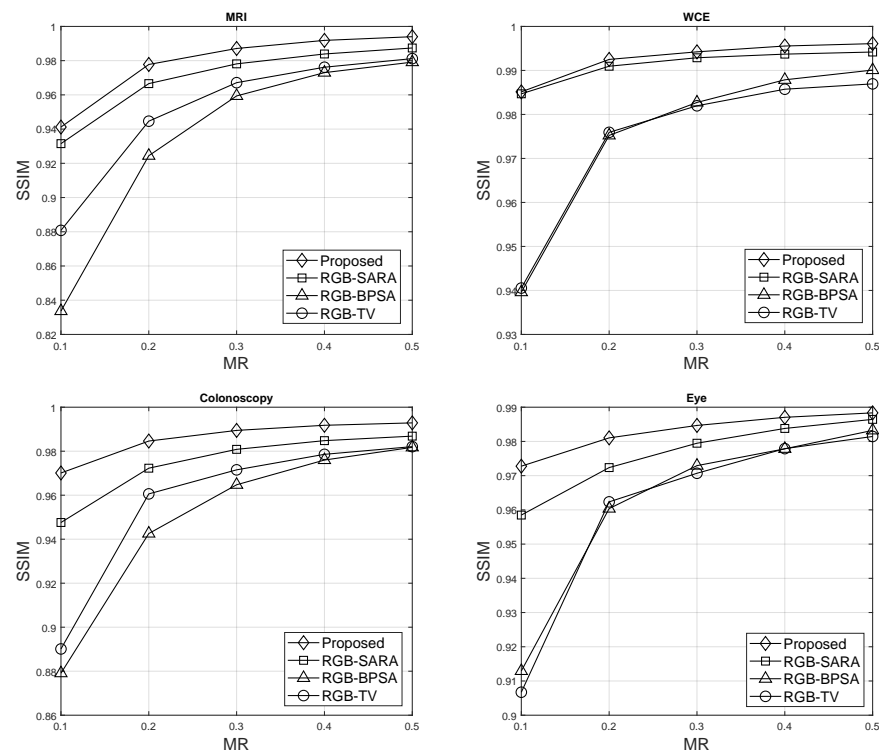 MRI
1
0.98
0.96
0.94
0.92
0.9
0.88
0.86
0.84
0.82
SSIM
0.1 0.2 0.3 0.4 0.5
MR
Proposed
RGB-SARA
RGB-BPSA
RGB-TV
WCE
1
0.99
0.98
0.97
0.96
0.95
0.94
0.93
SSIM
0.1 0.2 0.3 0.4 0.5
MR
Proposed
RGB-SARA
RGB-BPSA
RGB-TV
Colonoscopy
1
0.98
0.96
0.94
0.92
0.9
0.88
0.86
SSIM
0.1 0.2 0.3 0.4 0.5
MR
Proposed
RGB-SARA
RGB-BPSA
RGB-TV
Eye
0.99
0.98
0.97
0.96
0.95
0.94
0.93
0.92
0.91
0.9
SSIM
0.1 0.2 0.3 0.4 0.5
MR
Proposed
RGB-SARA
RGB-BPSA
RGB-TV